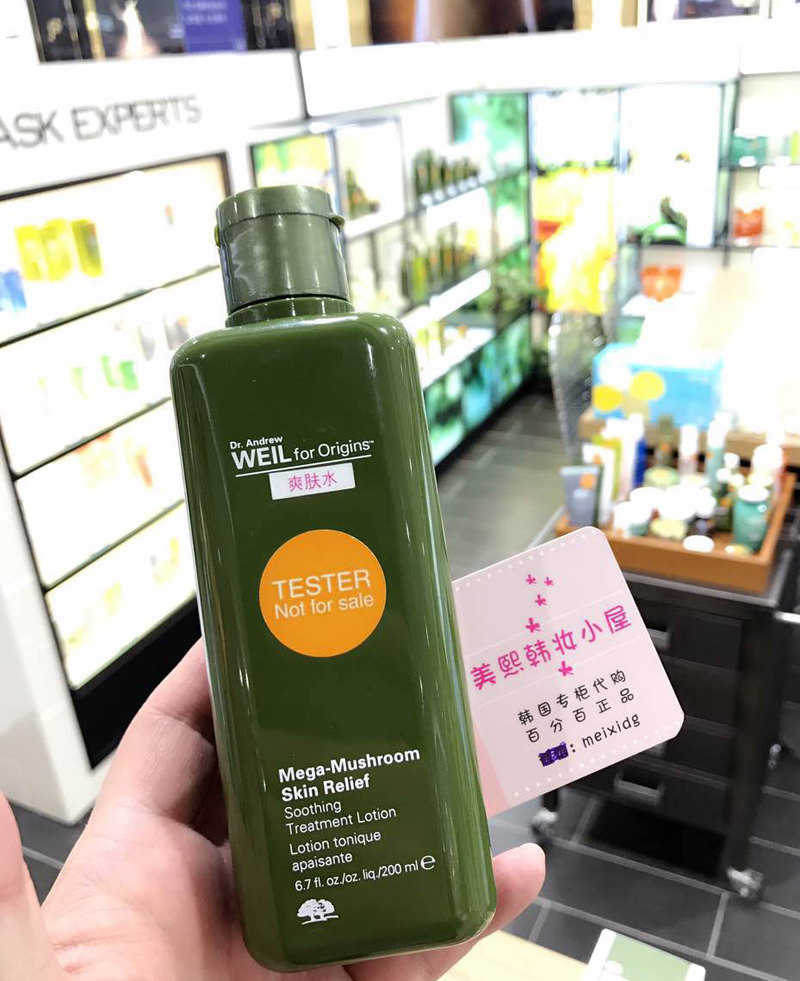 ASK EXPERTS
Dr. Andrew
WEIL for Origins™
爽肤水
TESTER
Not for sale
Mega-Mushroom
Skin Relief
Soothing
Treatment Lotion
Lotion tonique
apaisante
6.7 fl. oz./oz. liq./200 ml ℮
美熙韩妆小屋
韩国专柜代购
百分百正品
: meixidg